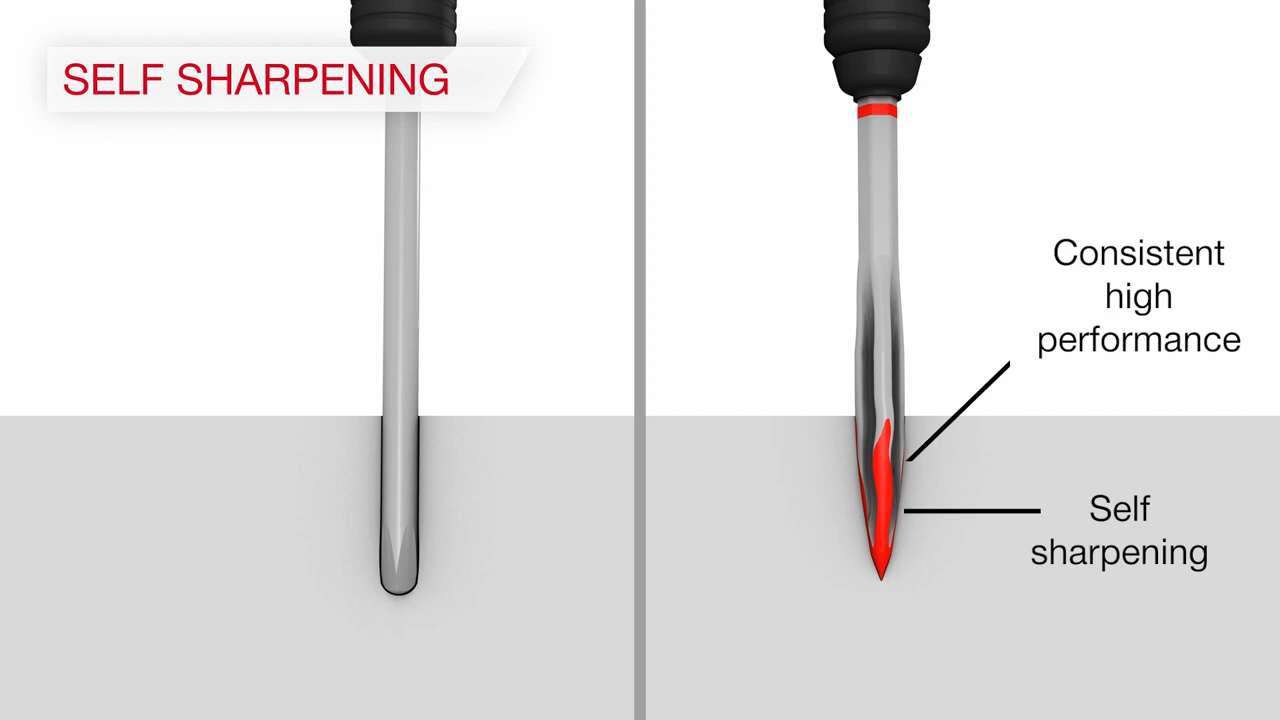 SELF SHARPENING
Consistent
high
performance
Self
sharpening